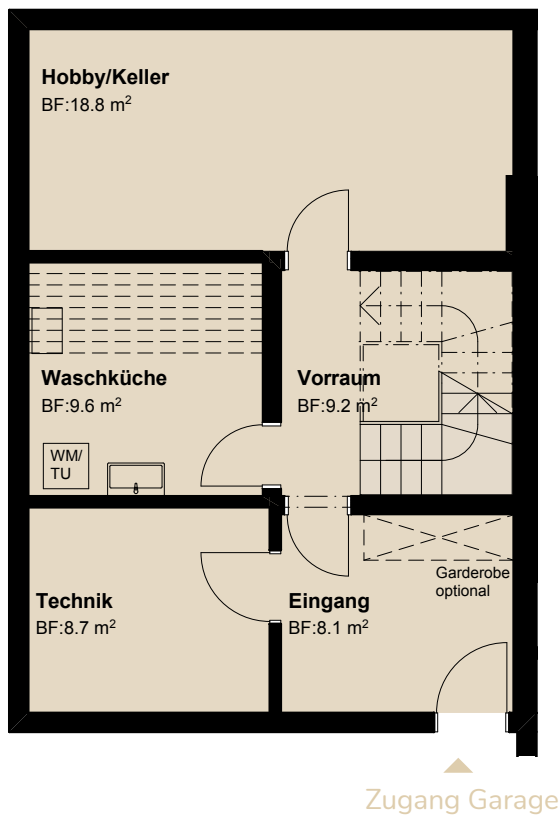 Hobby/Keller
BF:18.8 m²
Waschküche
BF:9.6 m²
Vorraum
BF:9.2 m²
WM/
TU
Technik
BF:8.7 m²
Eingang
BF:8.1 m²
Garderobe
optional
Zugang Garage